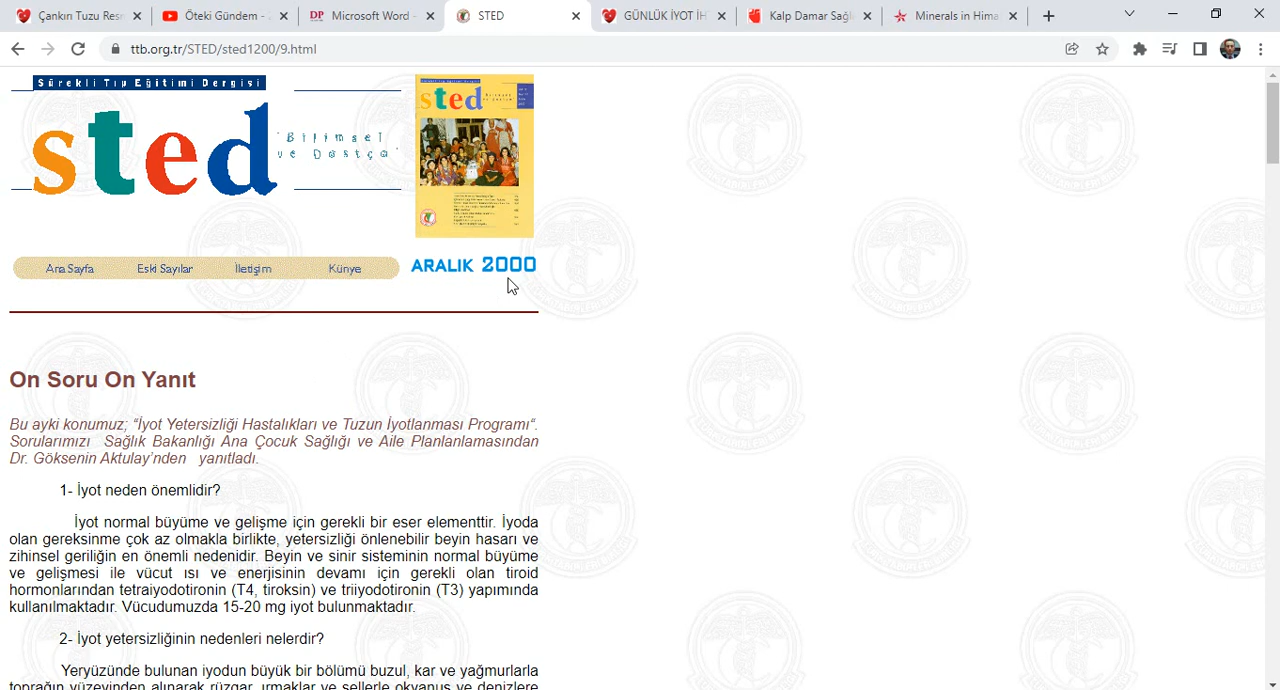 Çankırı Tuzu Res
Öteki Gündem -
DP Microsoft Word -
STED
GÜNLÜK İYOT İH
Kalp Damar Sağl
Minerals in Hima
ttb.org.tr/STED/sted1200/9.html
Sürekli Tıp Eğitimi Dergisi
sted
Bilimsel
ve Dostça
sted
Ana Sayfa Eski Sayılar İletişim Künye
ARALIK 2000
On Soru On Yanıt
Bu ayki konumuz; “İyot Yetersizliği Hastalıkları ve Tuzun İyotlanması Programı“.
Sorularımızı Sağlık Bakanlığı Ana Çocuk Sağlığı ve Aile Planlanlamasından
Dr. Göksenin Aktulay’nden yanıtladı.
1- İyot neden önemlidir?
İyot normal büyüme ve gelişme için gerekli bir eser elementtir. İyoda
olan gereksinme çok az olmakla birlikte, yetersizliği önlenebilir beyin hasarı ve
zihinsel geriliğin en önemli nedenidir. Beyin ve sinir sisteminin normal büyüme
ve gelişmesi ile vücut ısı ve enerjisinin devamı için gerekli olan tiroid
hormonlarından tetraiyodotironin (T4, tiroksin) ve triiyodotironin (T3) yapımında
kullanılmaktadır. Vücudumuzda 15-20 mg iyot bulunmaktadır.
2- İyot yetersizliğinin nedenleri nelerdir?
Yeryüzünde bulunan iyodun büyük bir bölümü buzul, kar ve yağmurlarla
toprağın yüzeyinden alınarak rüzgar, ırmaklar ve sellerle okyanus ve denizlere